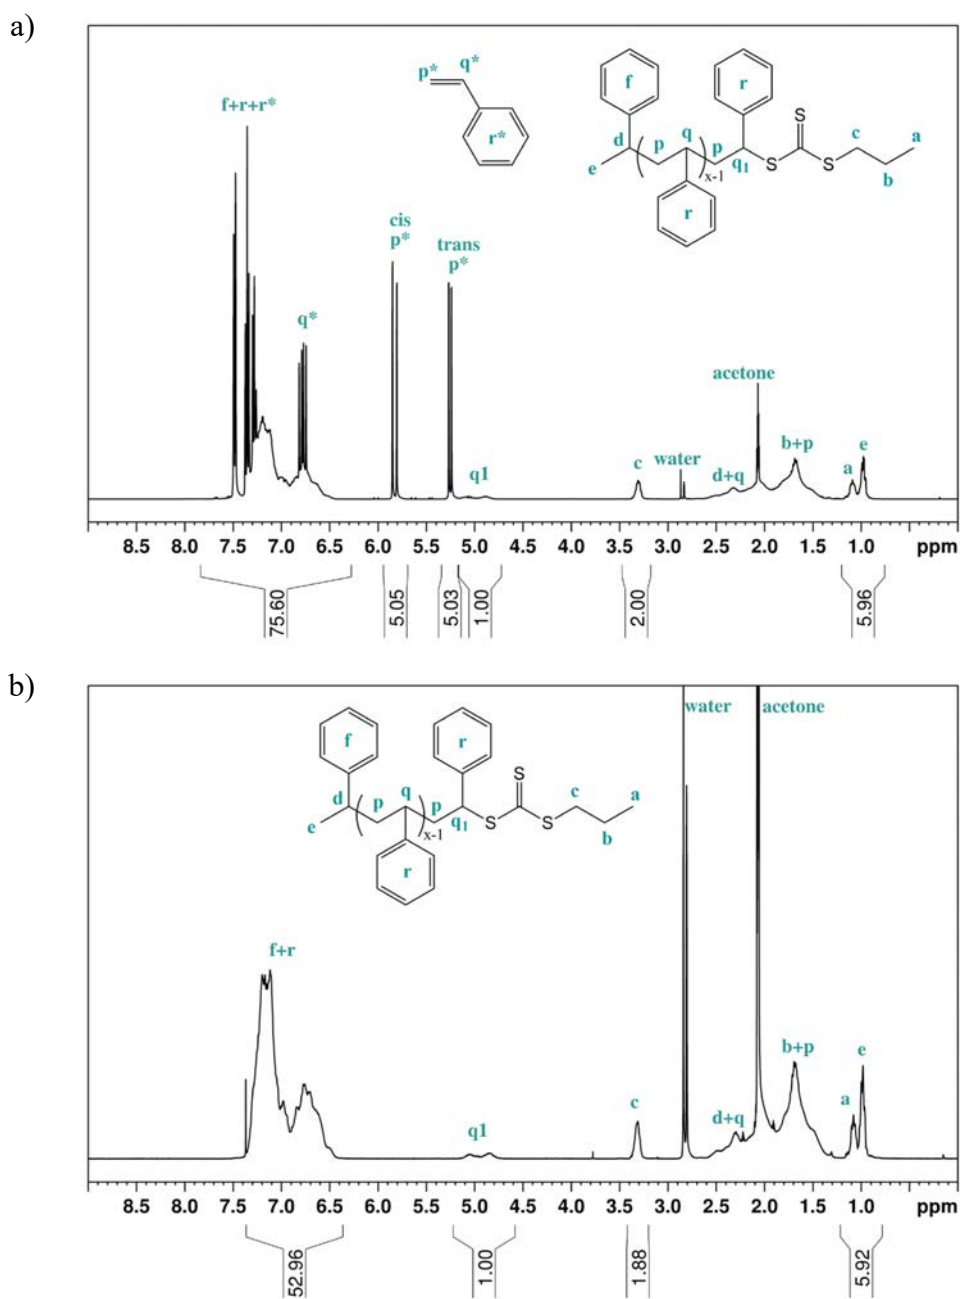 a)
p*
q*
r*
f
r
d
e
p
q
x-1
p
q1
r
S
S
S
c
b
a
f+r+r*
cis
p*
trans
p*
q*
acetone
b+p
e
c
water
d+q
a
q1
8.5 8.0 7.5 7.0 6.5 6.0 5.5 5.0 4.5 4.0 3.5 3.0 2.5 2.0 1.5 1.0 ppm
75.60
5.05
5.03
1.00
2.00
5.96
b)
water
acetone
f
r
d
e
p
q
x-1
p
q1
r
S
S
S
c
b
a
f+r
b+p
e
c
d+q
a
q1
8.5 8.0 7.5 7.0 6.5 6.0 5.5 5.0 4.5 4.0 3.5 3.0 2.5 2.0 1.5 1.0 ppm
52.96
1.00
1.88
5.92